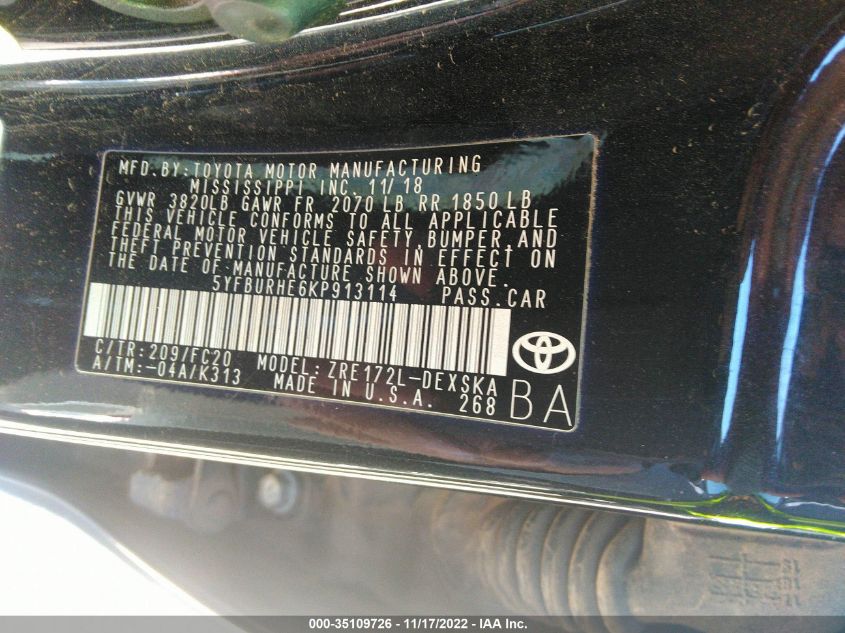 MFD. BY: TOYOTA MOTOR MANUFACTURING
MISSISSIPPI INC. 11/18
GVWR 3820LB GAWR FR 2070 LB RR 1850 LB
THIS VEHICLE CONFORMS TO ALL APPLICABLE
FEDERAL MOTOR VEHICLE SAFETY, BUMPER, AND
THEFT PREVENTION STANDARDS IN EFFECT ON
THE DATE OF MANUFACTURE SHOWN ABOVE.
5YFBURHE6KP913114 PASS. CAR
C/TR: 209/FC20 MODEL: ZRE172L-DEXSKA
A/TM: -04A/K313 MADE IN U.S.A. 268
BA
000-35109726 - 11/17/2022 - IAA Inc.